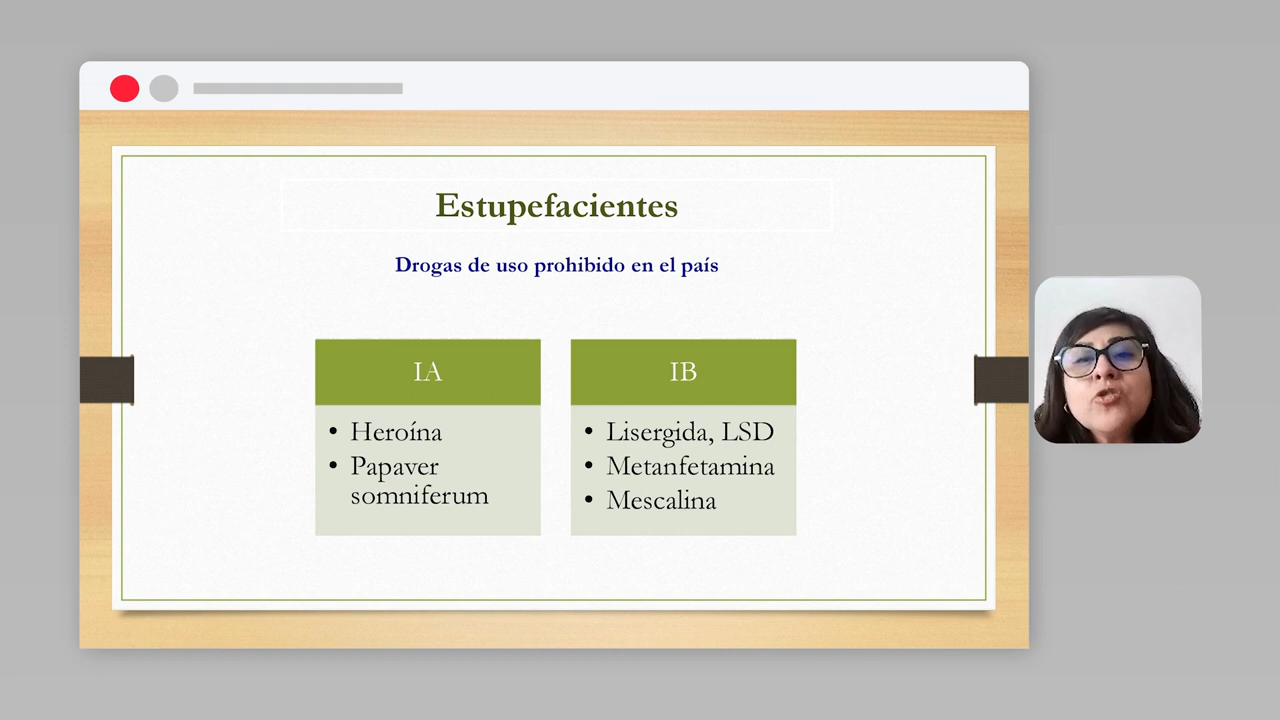 Estupefacientes
Drogas de uso prohibido en el país
IA
• Heroína
• Papaver
somniferum
IB
• Lisergida, LSD
• Metanfetamina
• Mescalina